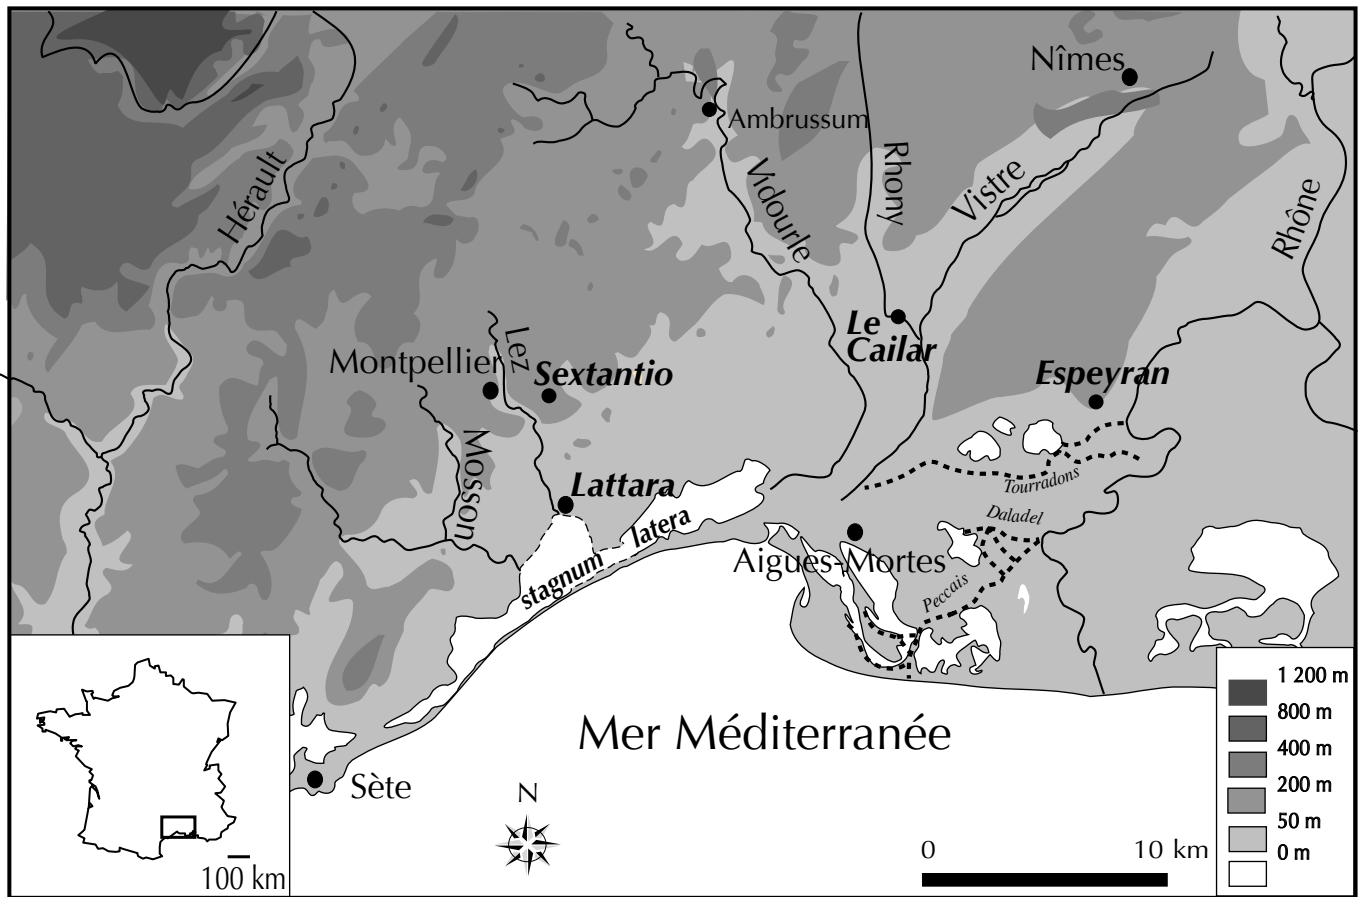 Nîmes
Ambrussum
Hérault
Vidourle
Rhony
Vistre
Rhône
Le
Cailar
Montpellier
Lez
Sextantio
Espeyran
Mosson
Lattara
Tourradons
stagnum latera
Daladel
Aigues-Mortes
Peccais
Mer Méditerranée
Sète
N
0 10 km
100 km
1 200 m
800 m
400 m
200 m
50 m
0 m